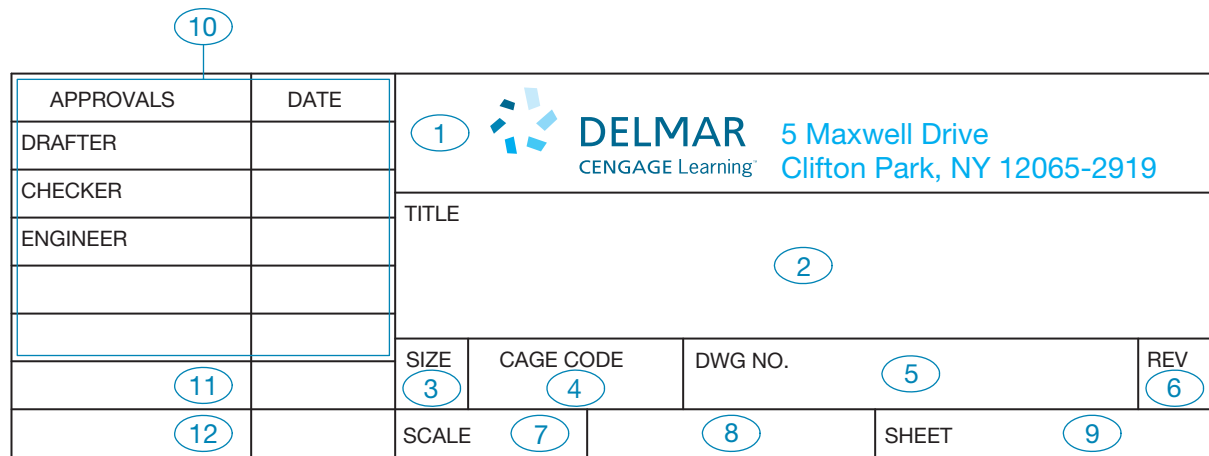 10
APPROVALS DATE
DRAFTER
CHECKER
ENGINEER
11
12
1 DELMAR 5 Maxwell Drive
CENGAGE Learning Clifton Park, NY 12065-2919
TITLE
2
SIZE CAGE CODE DWG NO. REV
3 4 5 6
SCALE 7 8 SHEET 9